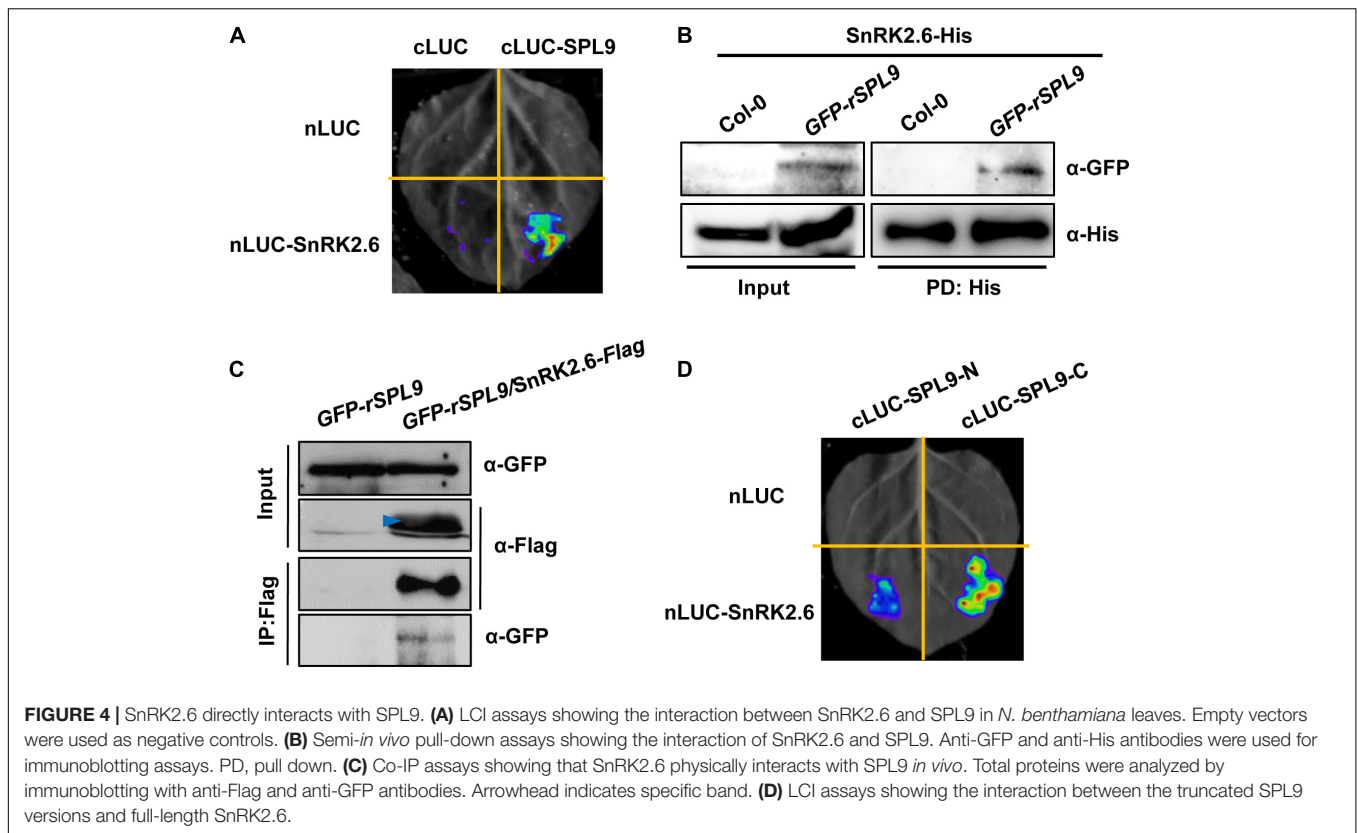 A
cLUC cLUC-SPL9
nLUC
nLUC-SnRK2.6
B
SnRK2.6-His
Col-0 GFP-rSPL9 Col-0 GFP-rSPL9
α-GFP
α-His
Input PD: His
C
GFP-rSPL9 GFP-rSPL9/SnRK2.6-Flag
Input
α-GFP
α-Flag
IP:Flag
α-GFP
D
cLUC-SPL9-N cLUC-SPL9-C
nLUC
nLUC-SnRK2.6
FIGURE 4 | SnRK2.6 directly interacts with SPL9. (A) LCI assays showing the interaction between SnRK2.6 and SPL9 in N. benthamiana leaves. Empty vectors
were used as negative controls. (B) Semi-in vivo pull-down assays showing the interaction of SnRK2.6 and SPL9. Anti-GFP and anti-His antibodies were used for
immunoblotting assays. PD, pull down. (C) Co-IP assays showing that SnRK2.6 physically interacts with SPL9 in vivo. Total proteins were analyzed by
immunoblotting with anti-Flag and anti-GFP antibodies. Arrowhead indicates specific band. (D) LCI assays showing the interaction between the truncated SPL9
versions and full-length SnRK2.6.